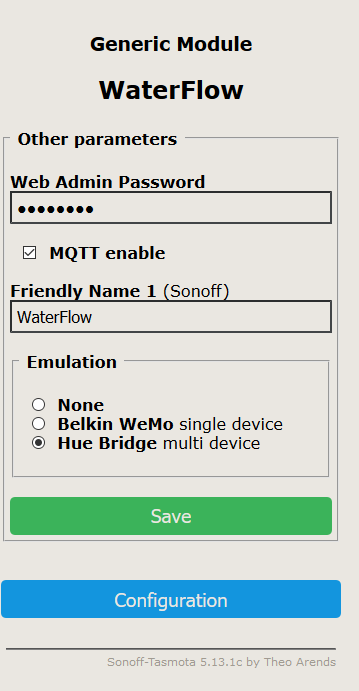 Generic Module
WaterFlow
Other parameters
Web Admin Password
●●●●●●●●
MQTT enable
Friendly Name 1 (Sonoff)
WaterFlow
Emulation
None
Belkin WeMo single device
Hue Bridge multi device
Save
Configuration
Sonoff-Tasmota 5.13.1c by Theo Arends